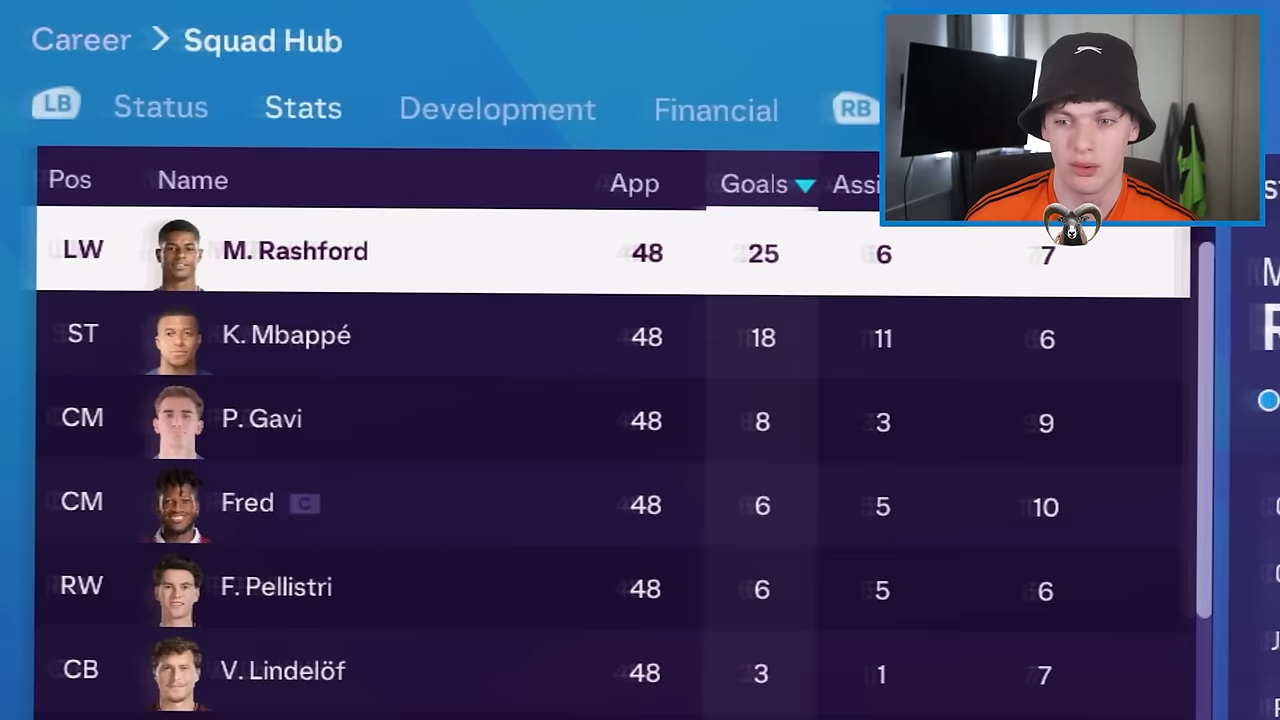 Career > Squad Hub
LB Status Stats Development Financial RB
Pos Name App Goals Assi
LW M. Rashford 48 25 6 7
ST K. Mbappé 48 18 11 6
CM P. Gavi 48 8 3 9
CM Fred C 48 6 5 10
RW F. Pellistri 48 6 5 6
CB V. Lindelöf 48 3 1 7